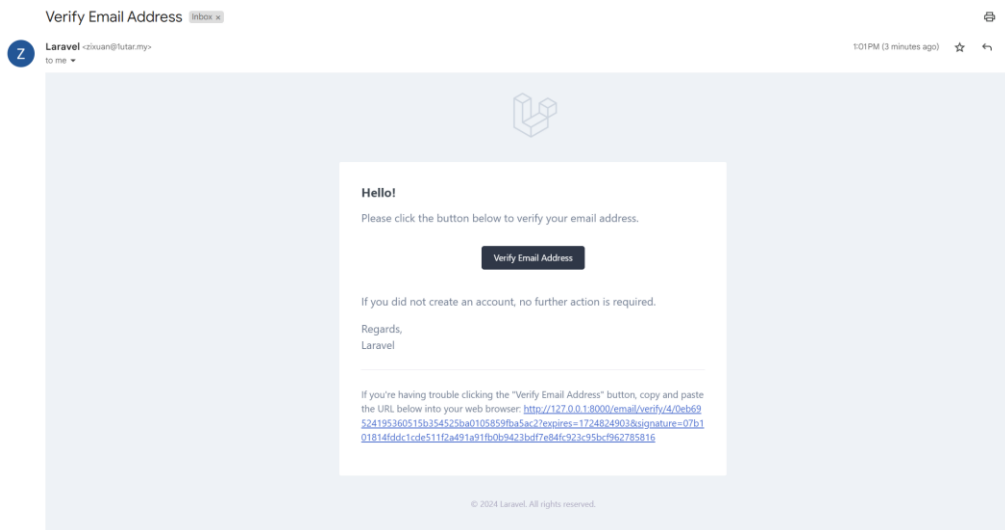 Verify Email Address Inbox x
Z
Laravel <zixuan@1utar.my> 1:01 PM (3 minutes ago)
to me
Hello!
Please click the button below to verify your email address.
Verify Email Address
If you did not create an account, no further action is required.
Regards,
Laravel
If you're having trouble clicking the "Verify Email Address" button, copy and paste
the URL below into your web browser: http://127.0.0.1:8000/email/verify/4/0eb69
524195360515b354525ba0105859fba5ac2?expires=1724824903&signature=07b1
01814fddc1cde511f2a491a91fb0b9423bdf7e84fc923c95bcf962785816
© 2024 Laravel. All rights reserved.